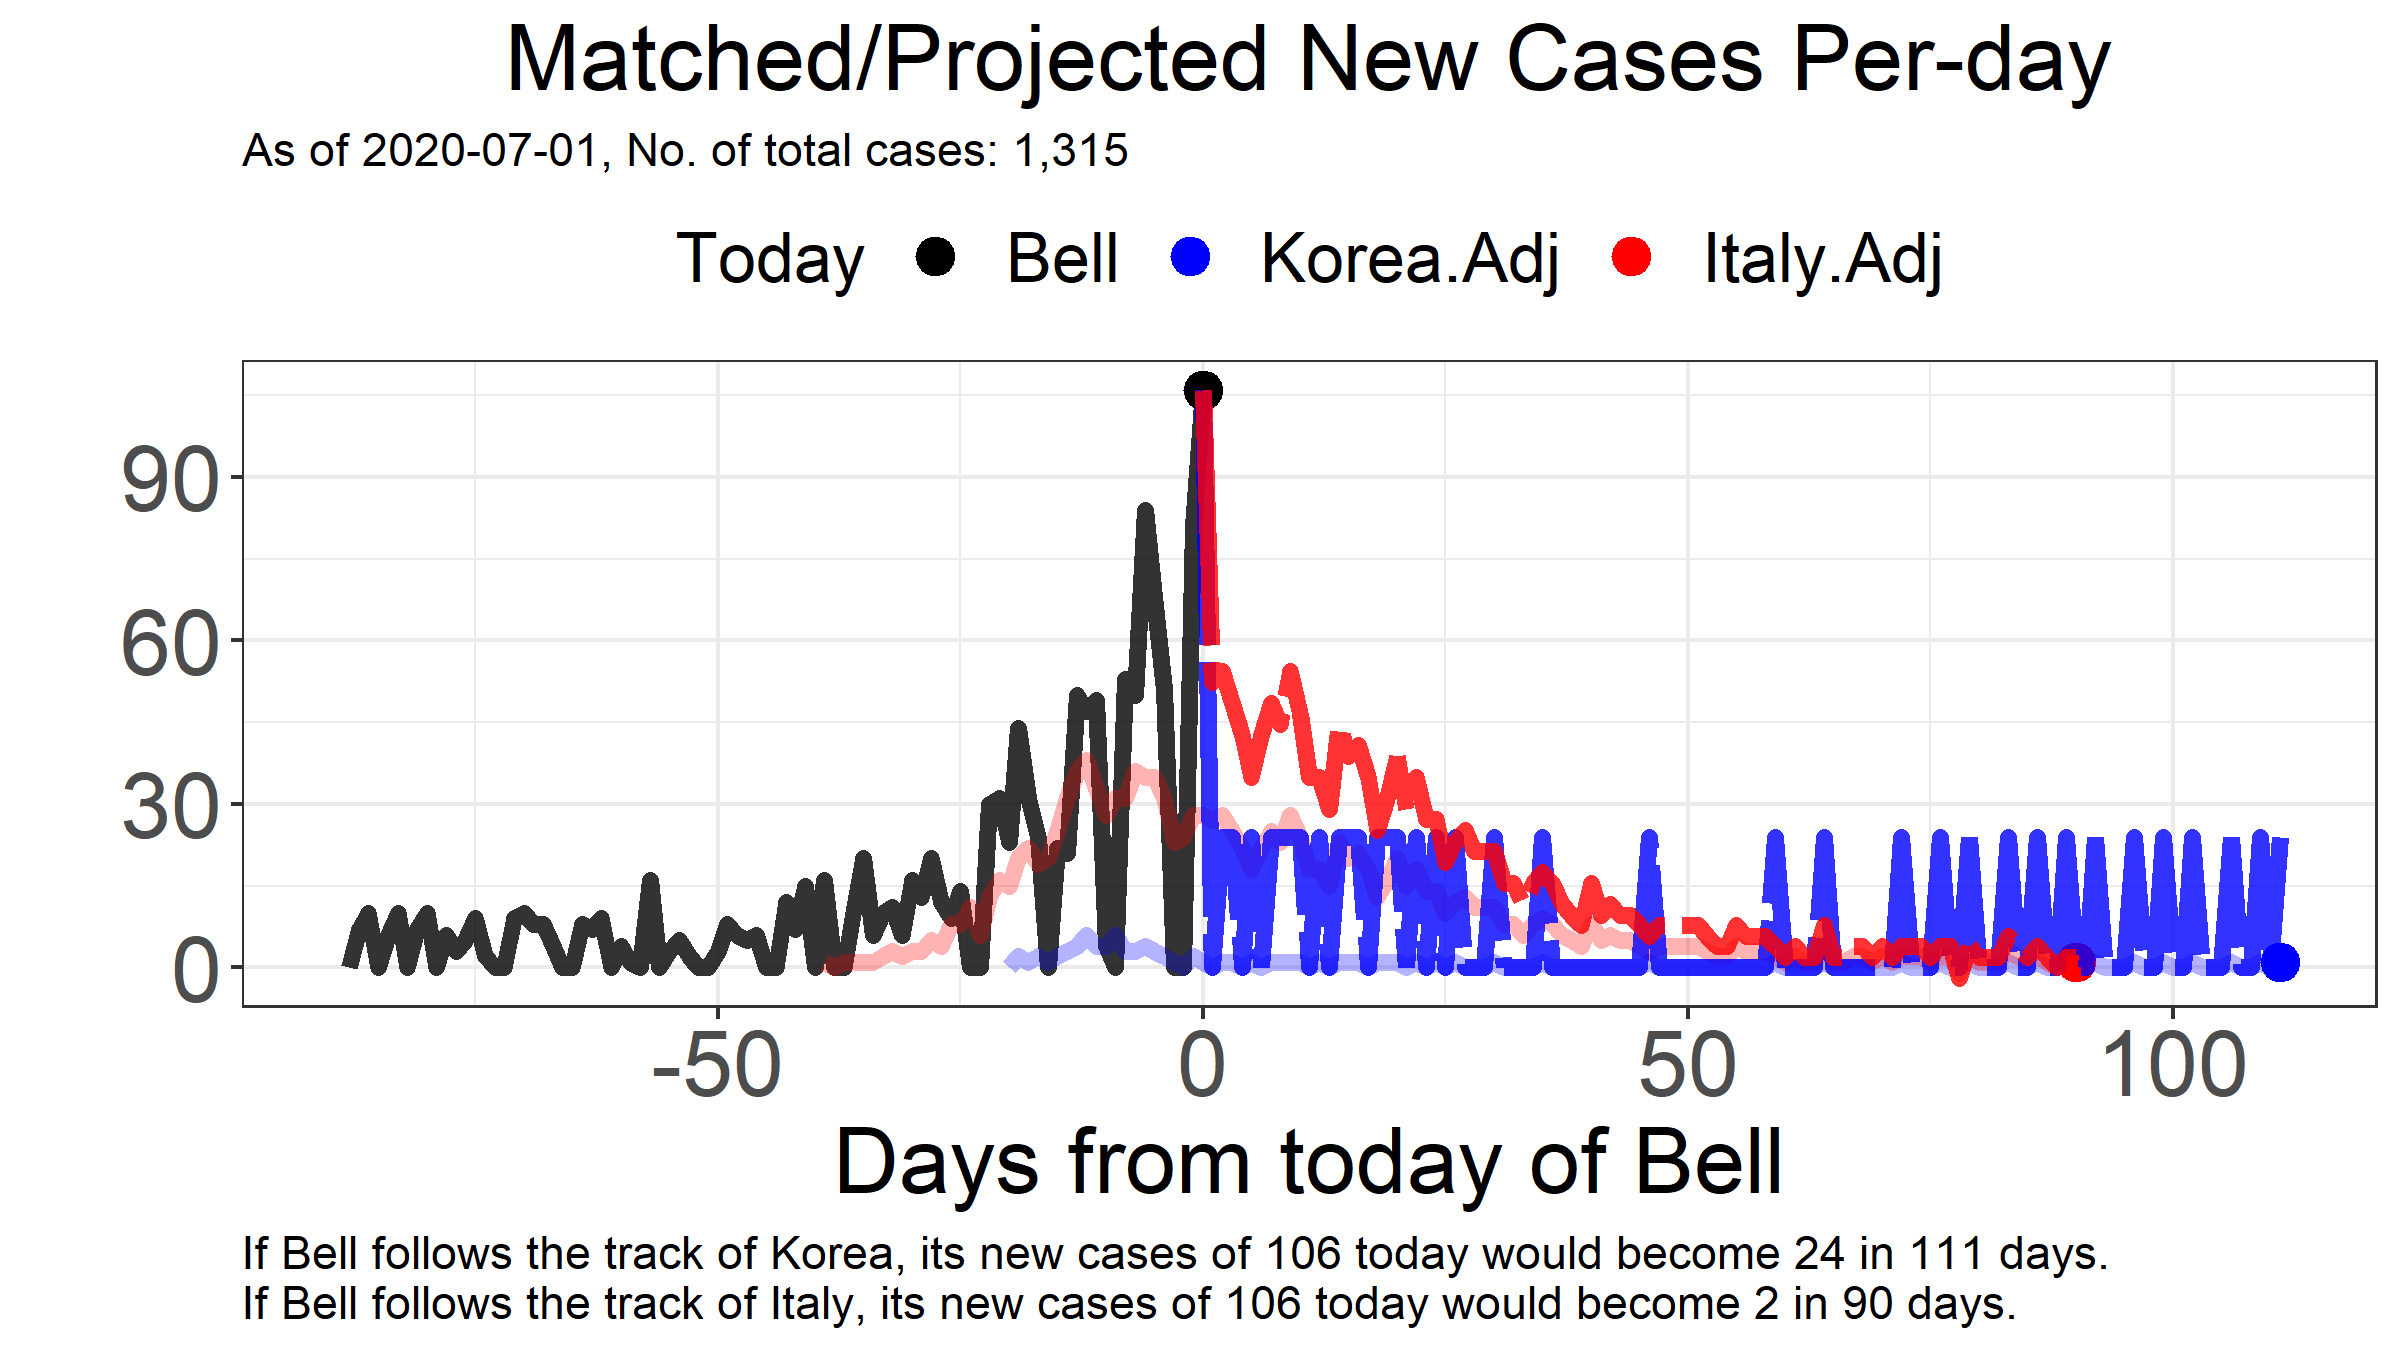 Matched/Projected New Cases Per-day
As of 2020-07-01, No. of total cases: 1,315
Today Bell Korea.Adj Italy.Adj
90
60
30
0
-50 0 50 100
Days from today of Bell
If Bell follows the track of Korea, its new cases of 106 today would become 24 in 111 days.
If Bell follows the track of Italy, its new cases of 106 today would become 2 in 90 days.